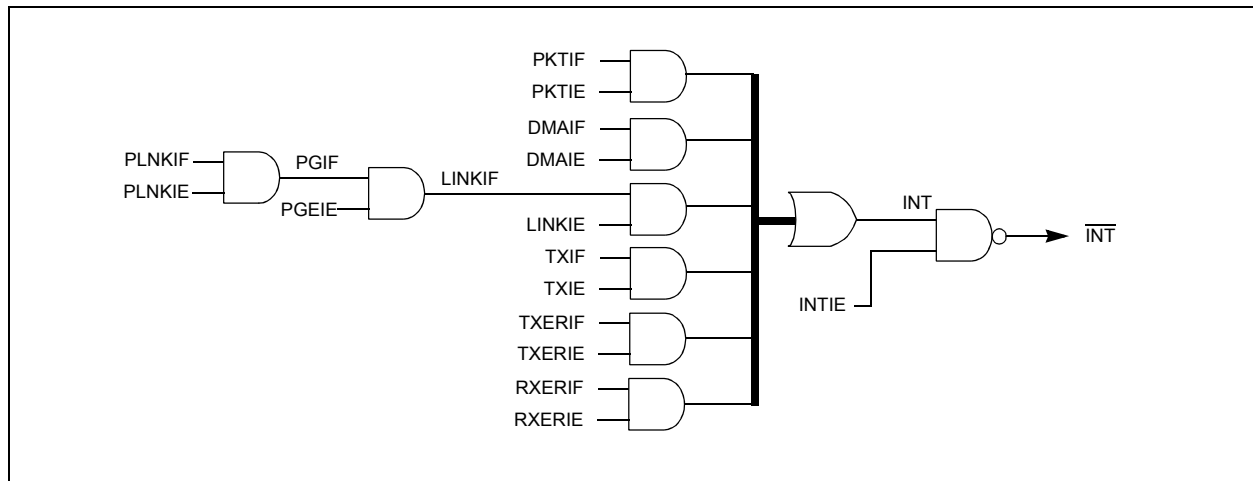 PKTIF
PKTIE
DMAIF
DMAIE
PLNKIF
PLNKIE
PGIF
PGEIE
LINKIF
LINKIE
TXIF
TXIE
TXERIF
TXERIE
RXERIF
RXERIE
INT
INTIE
INT